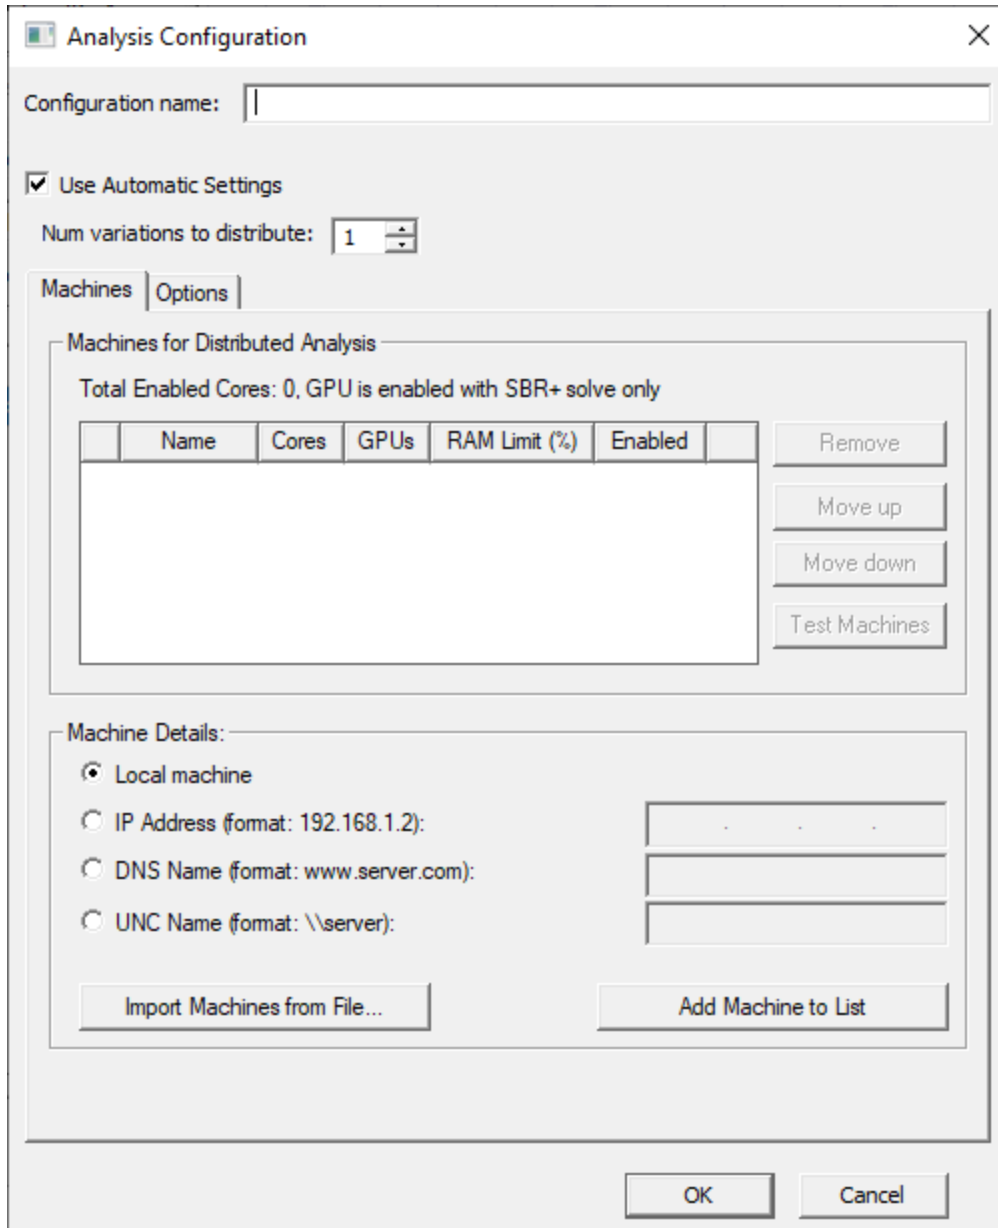 Analysis Configuration
Configuration name:
Use Automatic Settings
Num variations to distribute: 1
Machines Options
Machines for Distributed Analysis
Total Enabled Cores: 0, GPU is enabled with SBR+ solve only
Name Cores GPUs RAM Limit (%) Enabled
Remove
Move up
Move down
Test Machines
Machine Details:
Local machine
IP Address (format: 192.168.1.2): . . .
DNS Name (format: www.server.com):
UNC Name (format: \\server):
Import Machines from File... Add Machine to List
OK Cancel